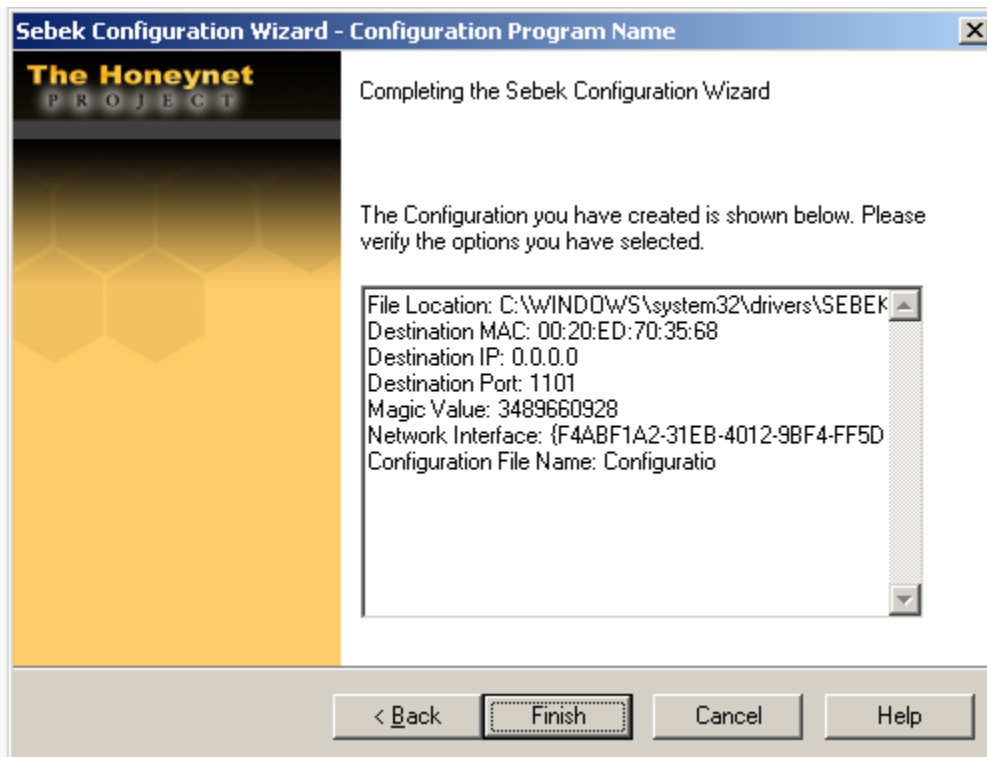 Sebek Configuration Wizard - Configuration Program Name
The Honeynet
PROJECT
Completing the Sebek Configuration Wizard
The Configuration you have created is shown below. Please
verify the options you have selected.
File Location: C:\WINDOWS\system32\drivers\SEBEK
Destination MAC: 00:20:ED:70:35:68
Destination IP: 0.0.0.0
Destination Port: 1101
Magic Value: 3489660928
Network Interface: {F4ABF1A2-31EB-4012-9BF4-FF5D
Configuration File Name: Configuratio
< Back
Finish
Cancel
Help